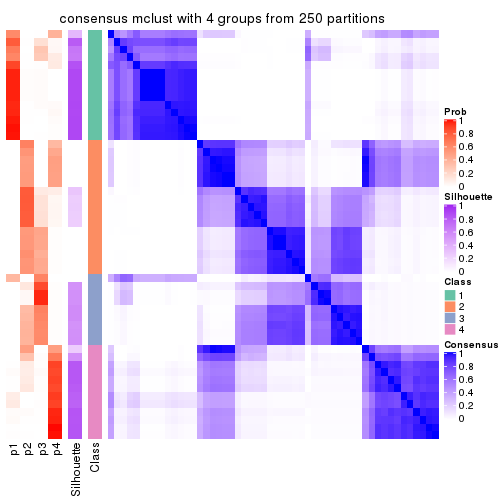 consensus mclust with 4 groups from 250 partitions
Prob
1
0.8
0.6
0.4
0.2
0
Silhouette
1
0.8
0.6
0.4
0.2
0
Class
1
2
3
4
Consensus
1
0.8
0.6
0.4
0.2
0
p1
p2
p3
p4
Silhouette
Class